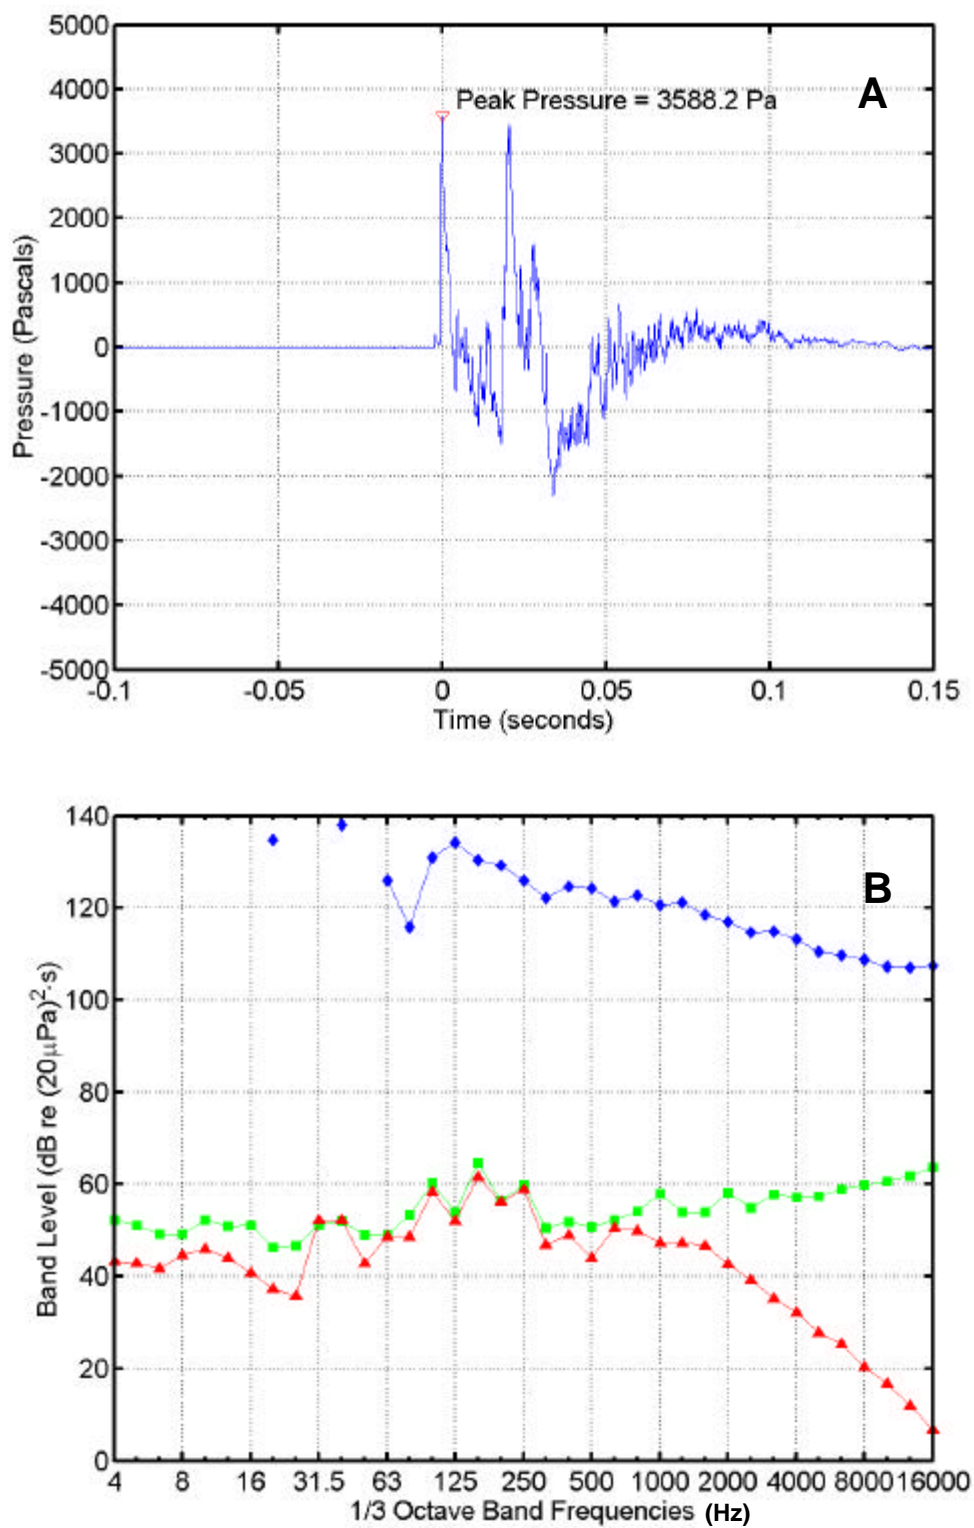 5000
4000
3000
2000
1000
0
-1000
-2000
-3000
-4000
-5000
Pressure (Pascals)
Peak Pressure = 3588.2 Pa
A
-0.1 -0.05 0 0.05 0.1 0.15
Time (seconds)
140
120
100
80
60
40
20
0
Band Level (dB re (20μPa)²·s)
B
4 8 16 31.5 63 125 250 500 1000 2000 4000 8000 16000
1/3 Octave Band Frequencies (Hz)